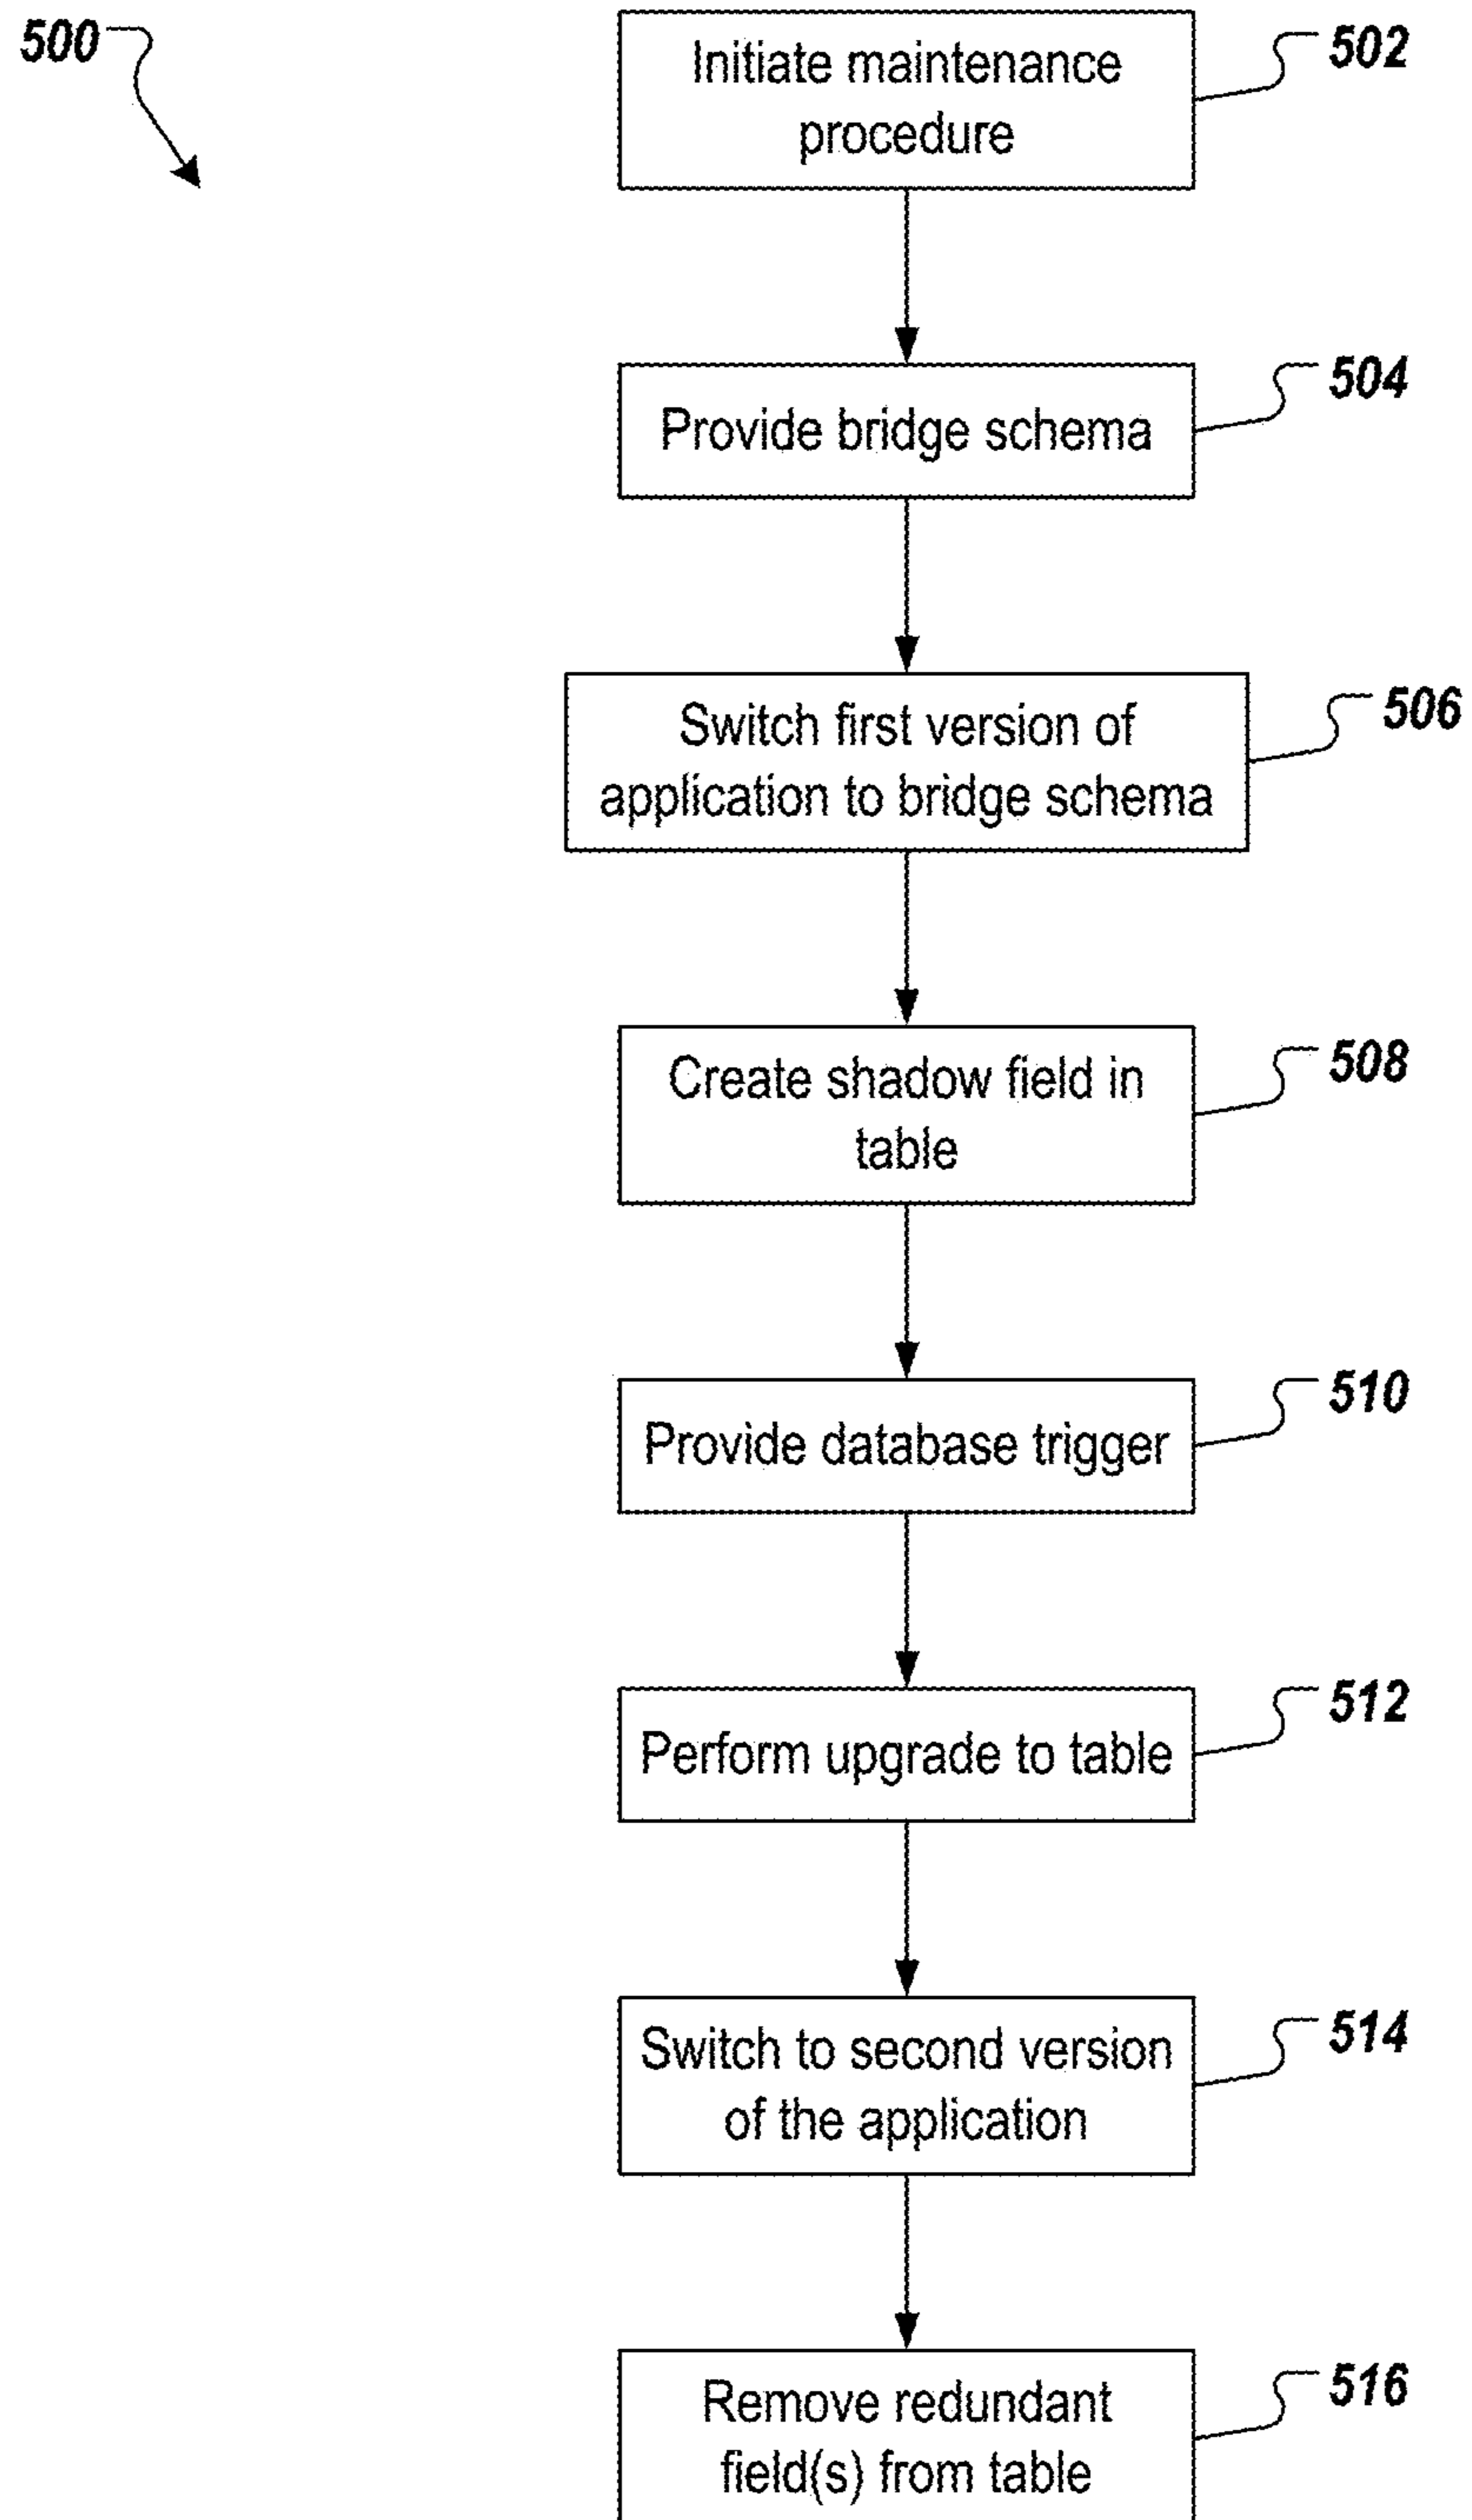 500
Initiate maintenance
procedure
502
Provide bridge schema
504
Switch first version of
application to bridge schema
506
Create shadow field in
table
508
Provide database trigger
510
Perform upgrade to table
512
Switch to second version
of the application
514
Remove redundant
field(s) from table
516